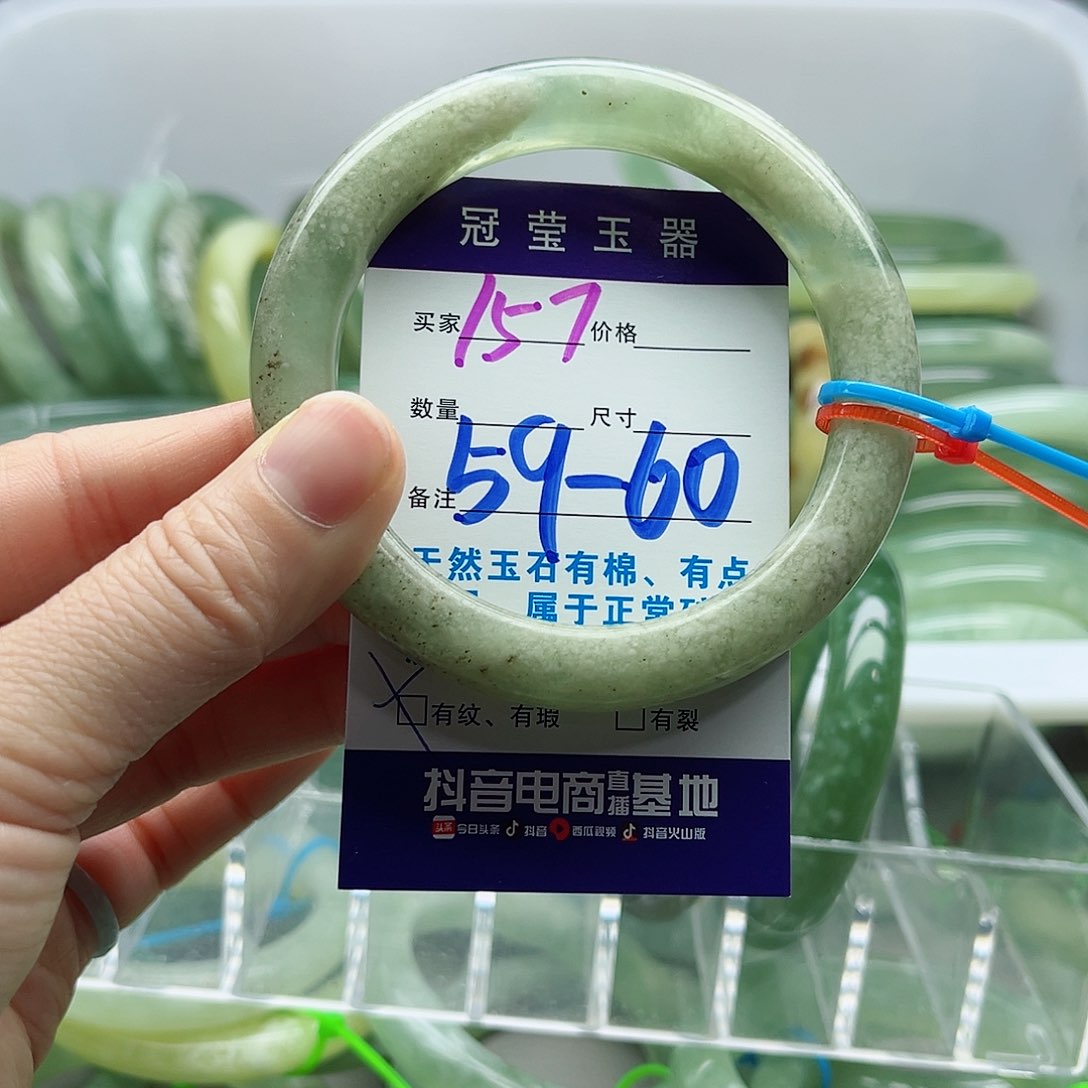 冠莹玉器
买家 157 价格
数量 尺寸
备注 59-60
天然玉石有棉、有点
属于正常
有纹、有瑕 有裂
抖音电商直播基地
头条 今日头条 抖音 西瓜视频 抖音火山版